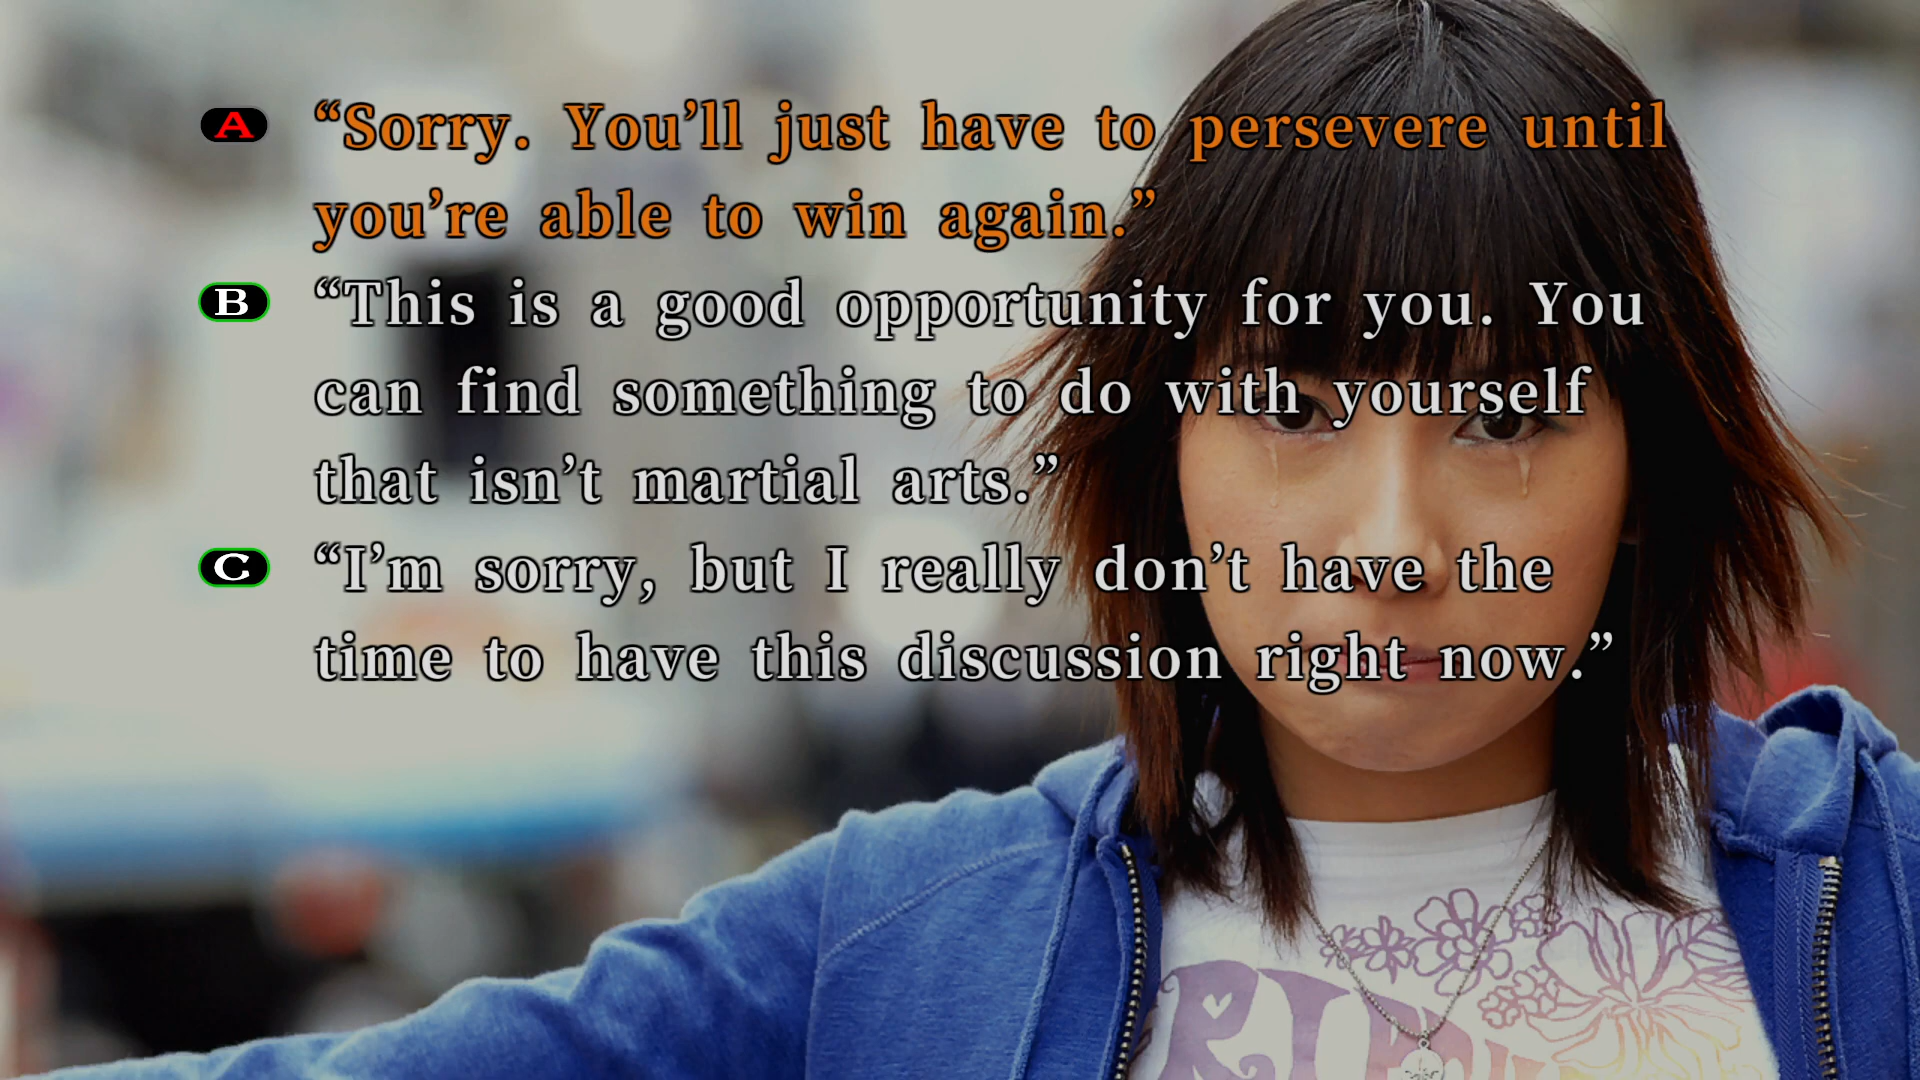 A “Sorry. You’ll just have to persevere until
you’re able to win again.”
B “This is a good opportunity for you. You
can find something to do with yourself
that isn’t martial arts.”
C “I’m sorry, but I really don’t have the
time to have this discussion right now.”